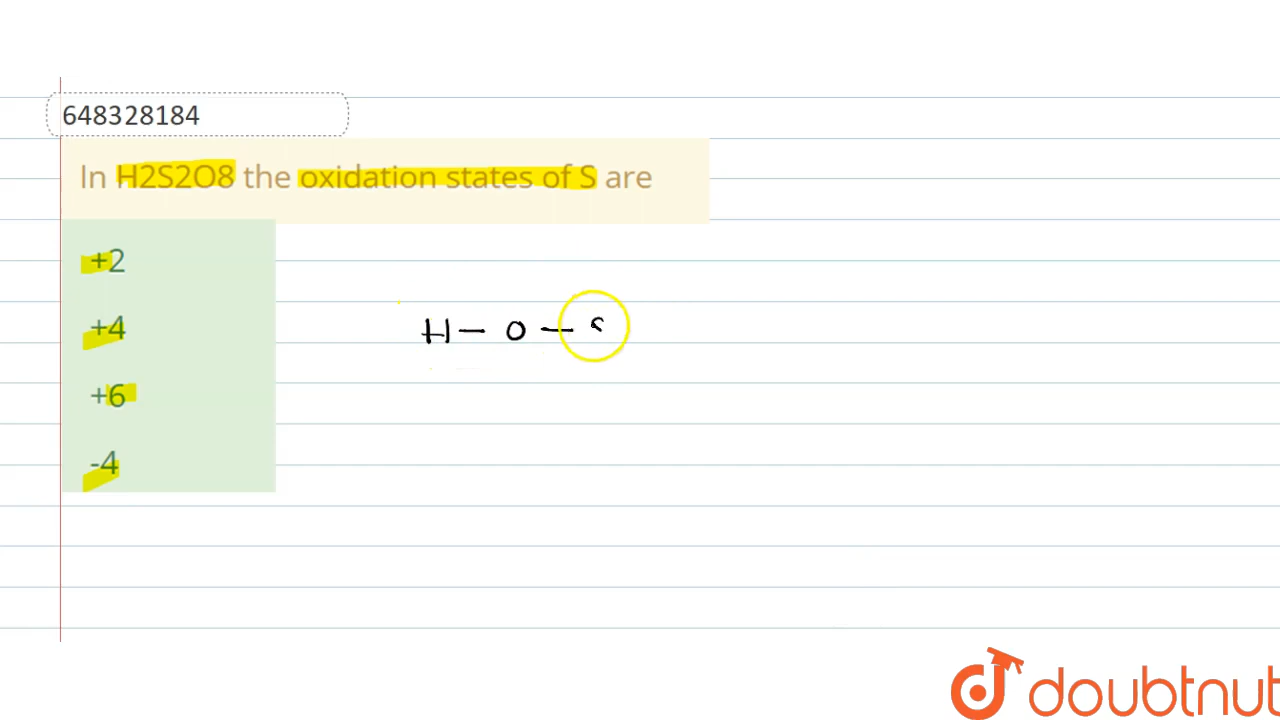 648328184
In H2S2O8 the oxidation states of S are
+2
+4
+6
-4
H - O - S
doubtnut